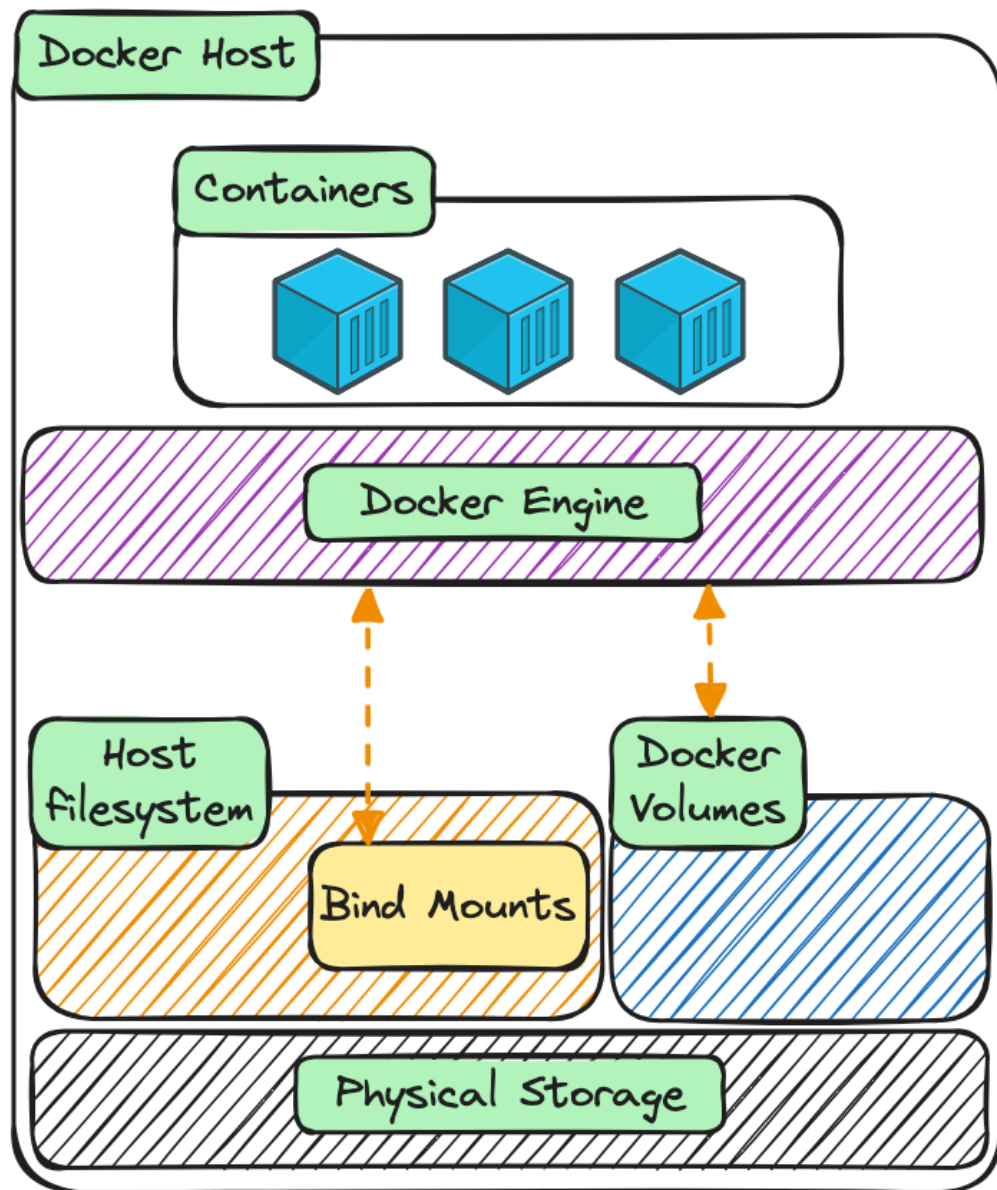 Docker Host
Containers
Docker Engine
Host
filesystem
Docker
Volumes
Bind Mounts
Physical Storage